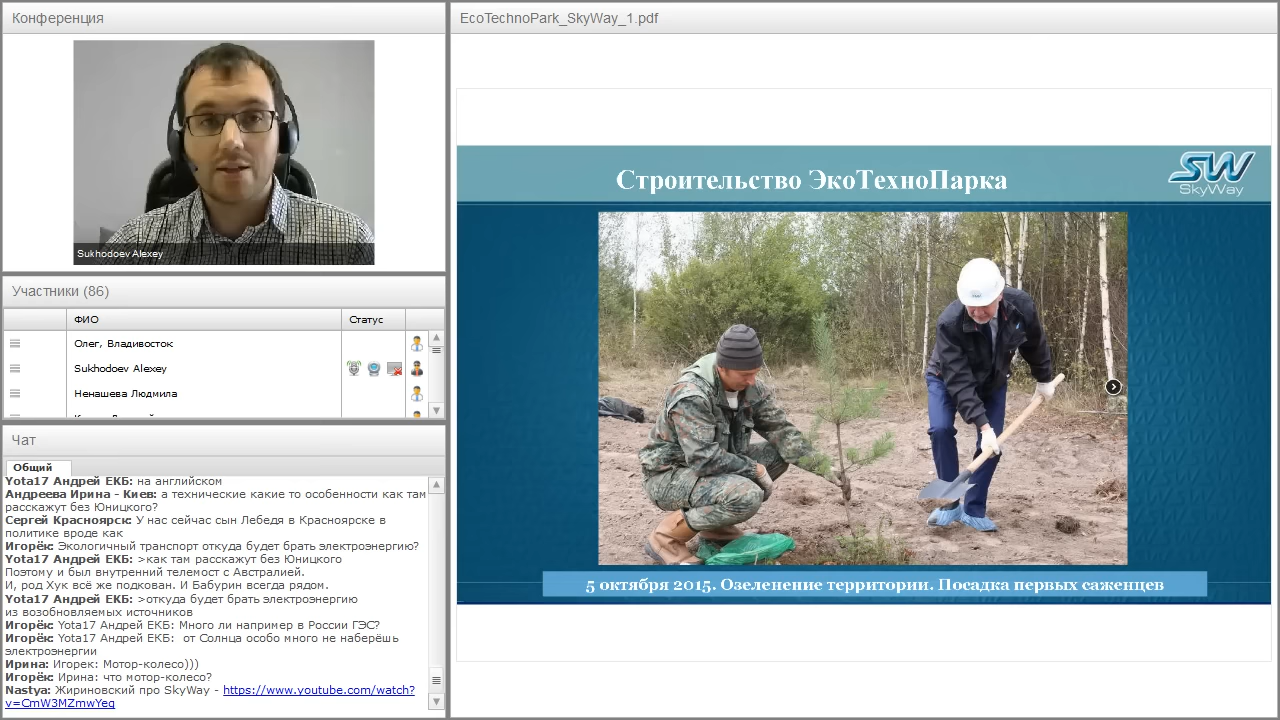 Конференция
Sukhodoev Alexey
Участники (86)
ФИО
Статус
Олег, Владивосток
Sukhodoev Alexey
Ненашева Людмила
Чат
Общий
Yota17 Андрей ЕКБ: на английском
Андреева Ирина - Киев: а технические какие то особенности как там
расскажут без Юницкого?
Сергей Красноярск: У нас сейчас сын Лебедя в Красноярске в
политике вроде как
Игорёк: Экологичный транспорт откуда будет брать электроэнергию?
Yota17 Андрей ЕКБ: >как там расскажут без Юницкого
Поэтому и был внутренний телемост с Австралией.
И, род Хук всё же подкован. И Бабурин всегда рядом.
Yota17 Андрей ЕКБ: >откуда будет брать электроэнергию
из возобновляемых источников
Игорёк: Yota17 Андрей ЕКБ: Много ли например в России ГЭС?
Игорёк: Yota17 Андрей ЕКБ:  от Солнца особо много не наберёшь
электроэнергии
Ирина: Игорек: Мотор-колесо)))
Игорёк: Ирина: что мотор-колесо?
Nastya: Жириновский про SkyWay - https://www.youtube.com/watch?
v=CmW3MZmwYeg
EcoTechnoPark_SkyWay_1.pdf
Строительство ЭкоТехноПарка
SW
SkyWay
5 октября 2015. Озеленение территории. Посадка первых саженцев